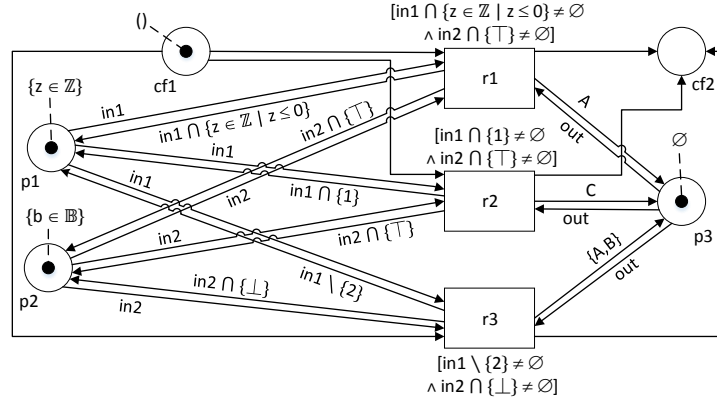 [in1 ∩ {z ∈ ℤ | z ≤ 0} ≠ ∅
∧ in2 ∩ {⊤} ≠ ∅]
()
cf1
r1
cf2
{z ∈ ℤ}
in1
in1 ∩ {z ∈ ℤ | z ≤ 0}
in2 ∩ {⊤}
A
out
p1
in1
in1 ∩ {1}
[in1 ∩ {1} ≠ ∅
∧ in2 ∩ {⊤} ≠ ∅]
∅
in1
in2
r2
C
out
p3
{b ∈ 𝔹}
in2
in2 ∩ {⊤}
p2
in2 ∩ {⊥}
in1 \ {2}
{A,B}
out
in2
r3
[in1 \ {2} ≠ ∅
∧ in2 ∩ {⊥} ≠ ∅]